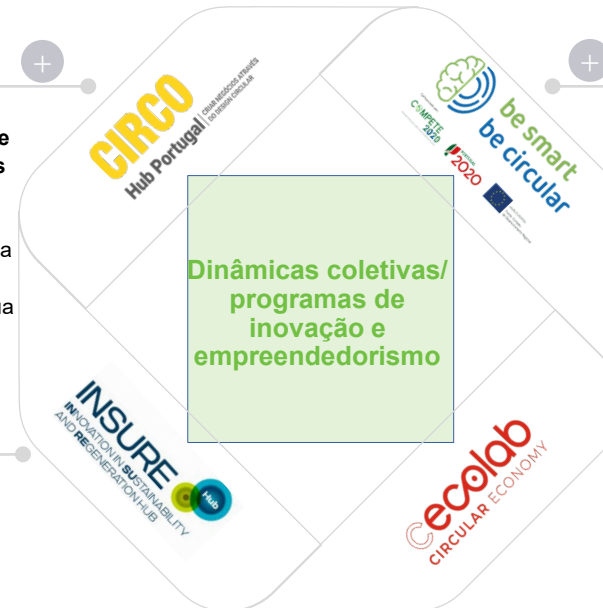 e
s
a
ua
CIRCO
Hub Portugal
CRIAR NEGÓCIOS ATRAVÉS
DO DESIGN CIRCULAR
be smart
be circular
COMPETE
2020
2020
Dinâmicas coletivas/
programas de
inovação e
empreendedorismo
INSURE
INNOVATION IN SUSTAINABILITY
AND REGENERATION HUB
Hub
ecolab
CIRCULAR ECONOMY